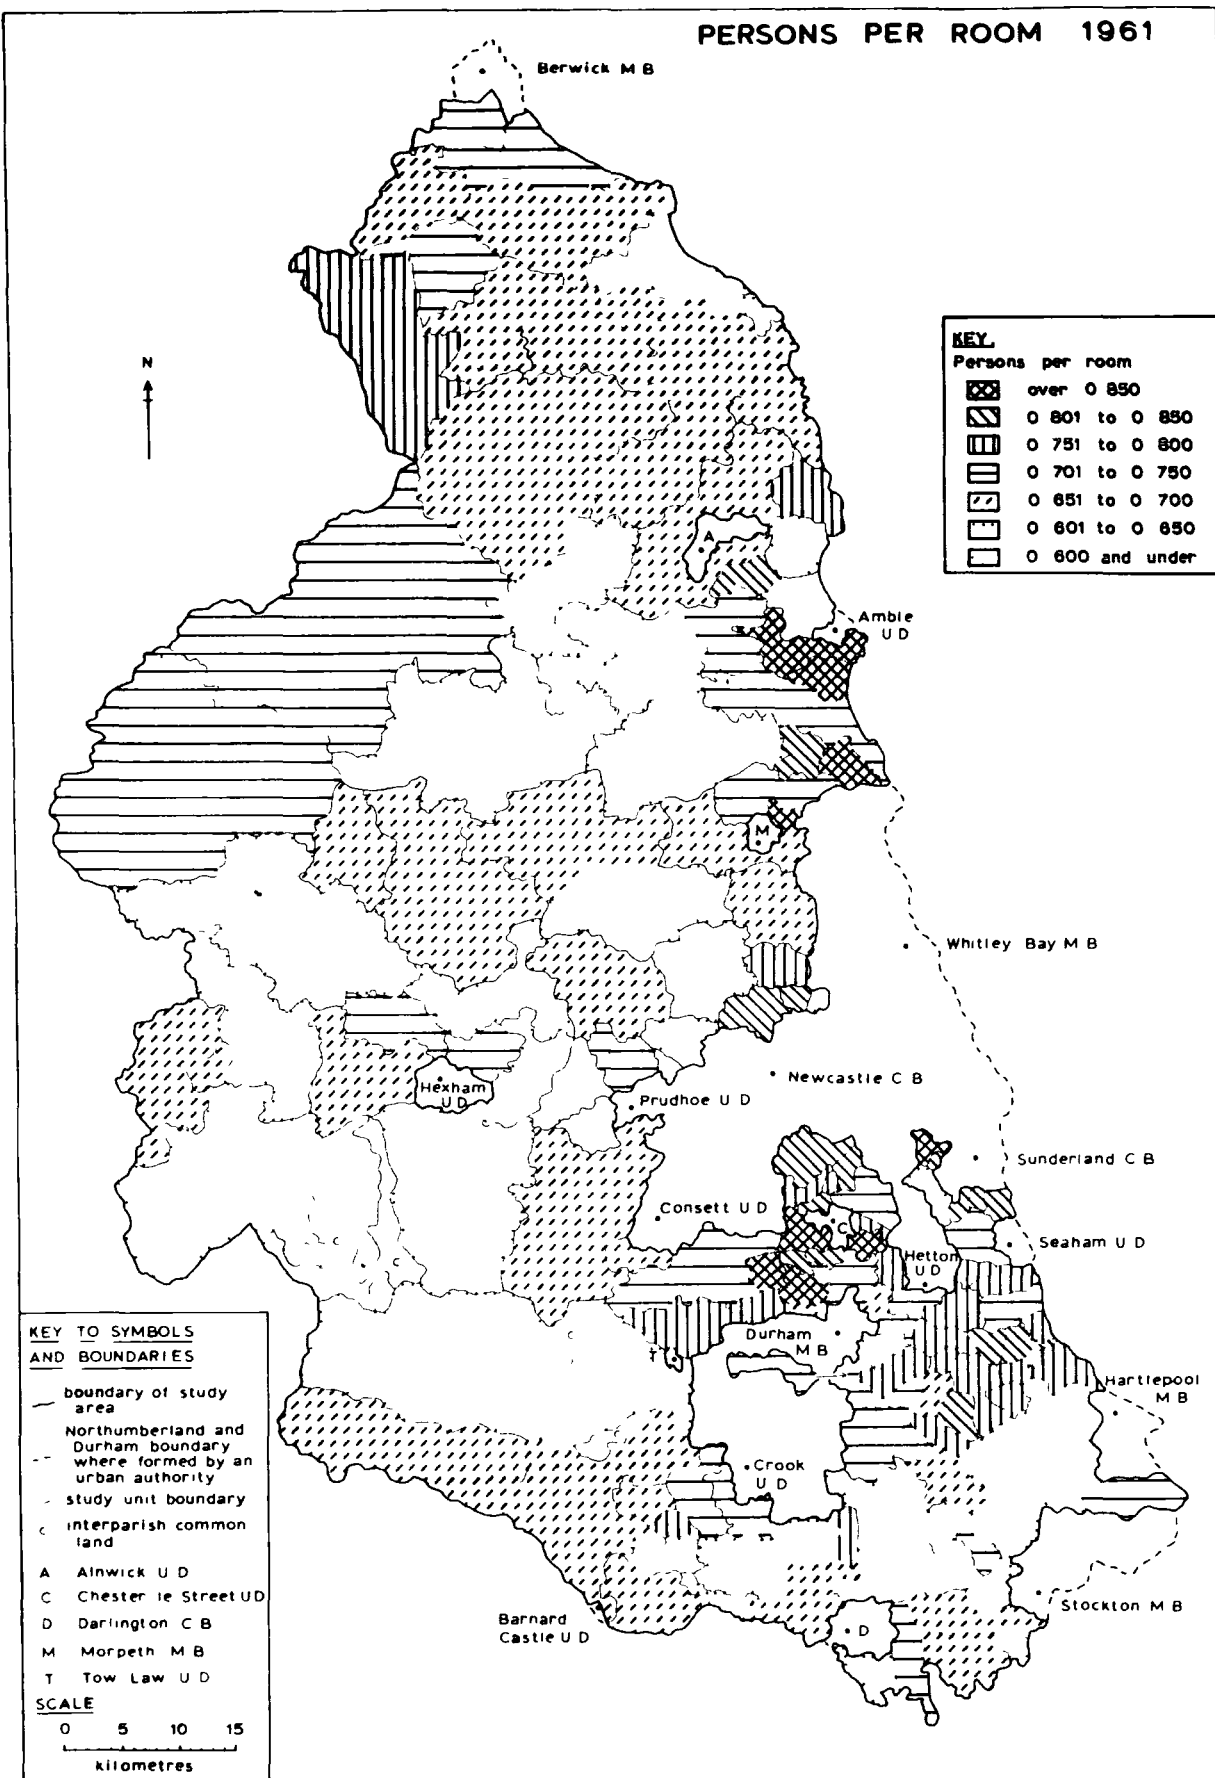 PERSONS PER ROOM 1961
Berwick M B
N
KEY
Persons per room
over 0 850
0 801 to 0 850
0 751 to 0 800
0 701 to 0 750
0 651 to 0 700
0 601 to 0 650
0 600 and under
A
Amble
U D
M
Whitley Bay M B
Newcastle C B
Hexham
U D
Prudhoe U D
Sunderland C B
Consett U D
C
Seaham U D
Hetton
U D
Durham
M B
T
Hartlepool
M B
Crook
U D
Stockton M B
Barnard
Castle U D
D
KEY TO SYMBOLS
AND BOUNDARIES
boundary of study
area
Northumberland and
Durham boundary
where formed by an
urban authority
study unit boundary
interparish common
land
A Alnwick U D
C Chester le Street U D
D Darlington C B
M Morpeth M B
T Tow Law U D
SCALE
0 5 10 15
kilometres